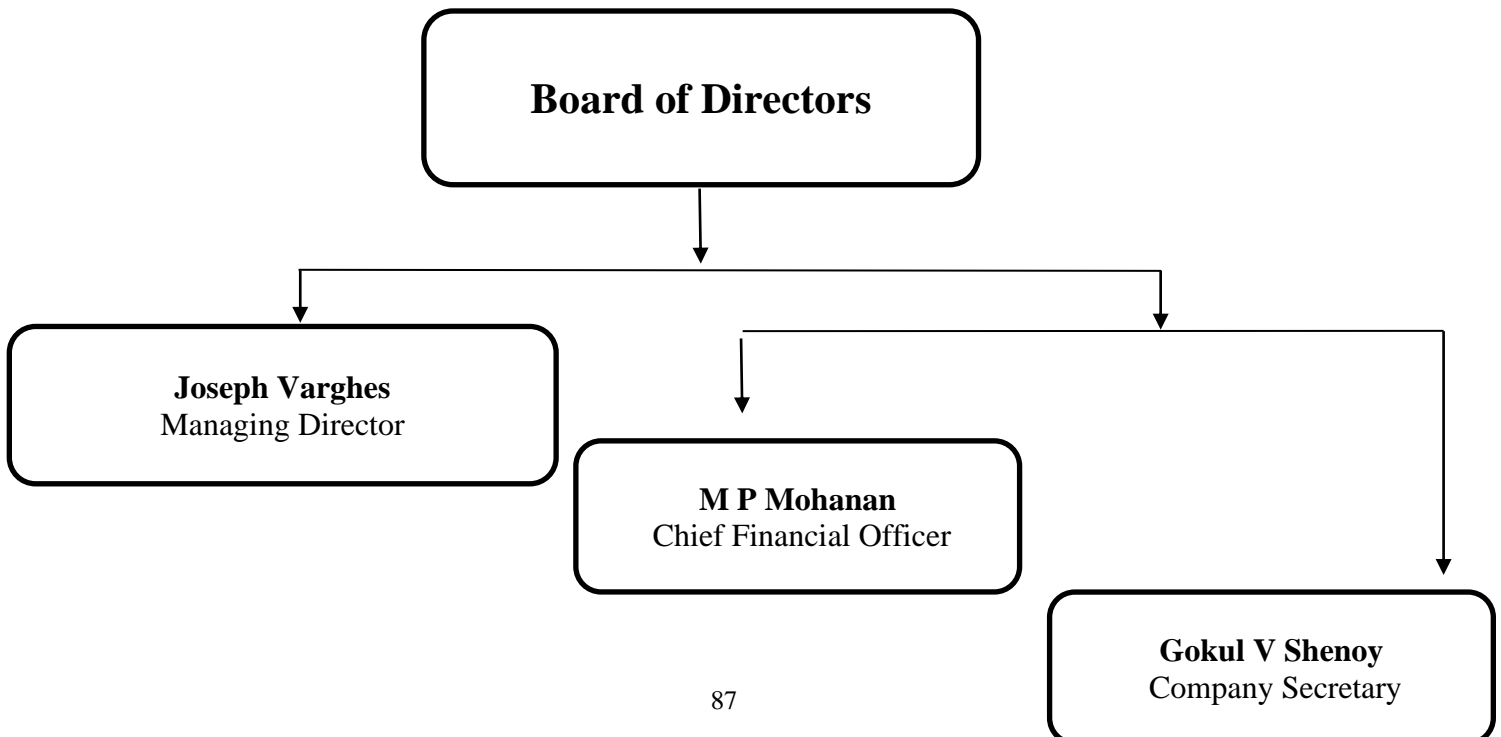 Board of Directors
Joseph Varghes
Managing Director
M P Mohanan
Chief Financial Officer
Gokul V Shenoy
Company Secretary
87